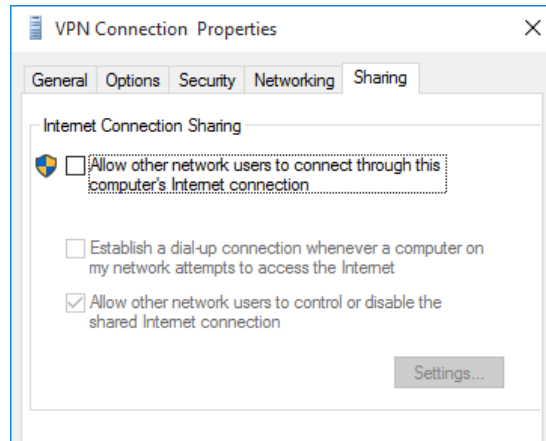 VPN Connection Properties
General Options Security Networking Sharing
Internet Connection Sharing
Allow other network users to connect through this
computer's Internet connection
Establish a dial-up connection whenever a computer on
my network attempts to access the Internet
Allow other network users to control or disable the
shared Internet connection
Settings...